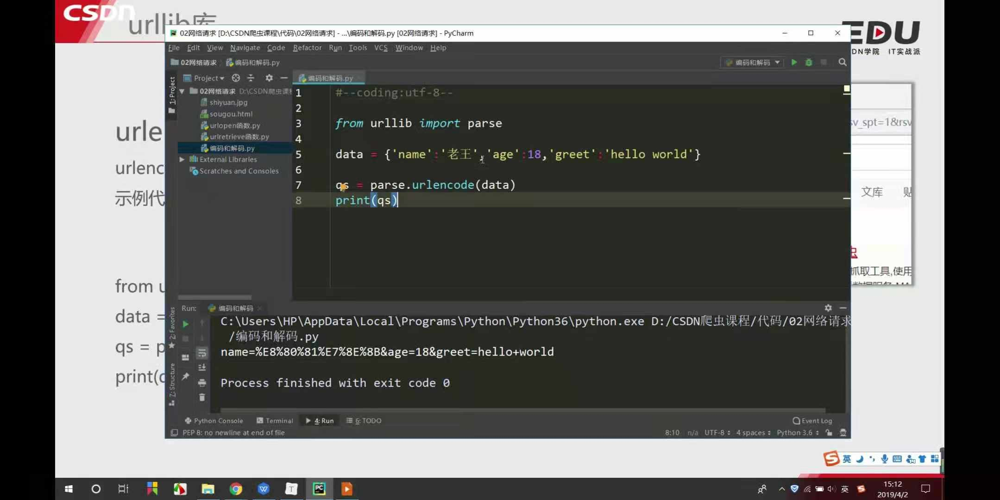 CSDN
urllib库
EDU
DN学院 IT实战派
02网络请求 [D:\CSDN爬虫课程\代码\02网络请求] - ...\编码和解码.py [02网络请求] - PyCharm
File Edit View Navigate Code Refactor Run Tools VCS Window Help
02网络请求 编码和解码.py
编码和解码
Project
编码和解码.py
1: Project
02网络请求 D:\CSDN爬虫课程
shiyuan.jpg
sougou.html
urlopen函数.py
urlretrieve函数.py
编码和解码.py
External Libraries
Scratches and Consoles
1 #--coding:utf-8--
2
3 from urllib import parse
4
5 data = {'name':'老王','age':18,'greet':'hello world'}
6
7 qs = parse.urlencode(data)
8 print(qs)
urle
urlenc
示例代
from u
data =
qs = p
print(
sv_spt=1&rsv
文库 贴
虫
抓取工具,使用
Run: 编码和解码
2: Favorites
Z: Structure
C:\Users\HP\AppData\Local\Programs\Python\Python36\python.exe D:/CSDN爬虫课程/代码/02网络请求
/编码和解码.py
name=%E8%80%81%E7%8E%8B&age=18&greet=hello+world
Process finished with exit code 0
Python Console Terminal 4: Run 6: TODO Event Log
PEP 8: no newline at end of file 8:10 n/a UTF-8 4 spaces Python 3.6
英
英
15:12
2019/4/2